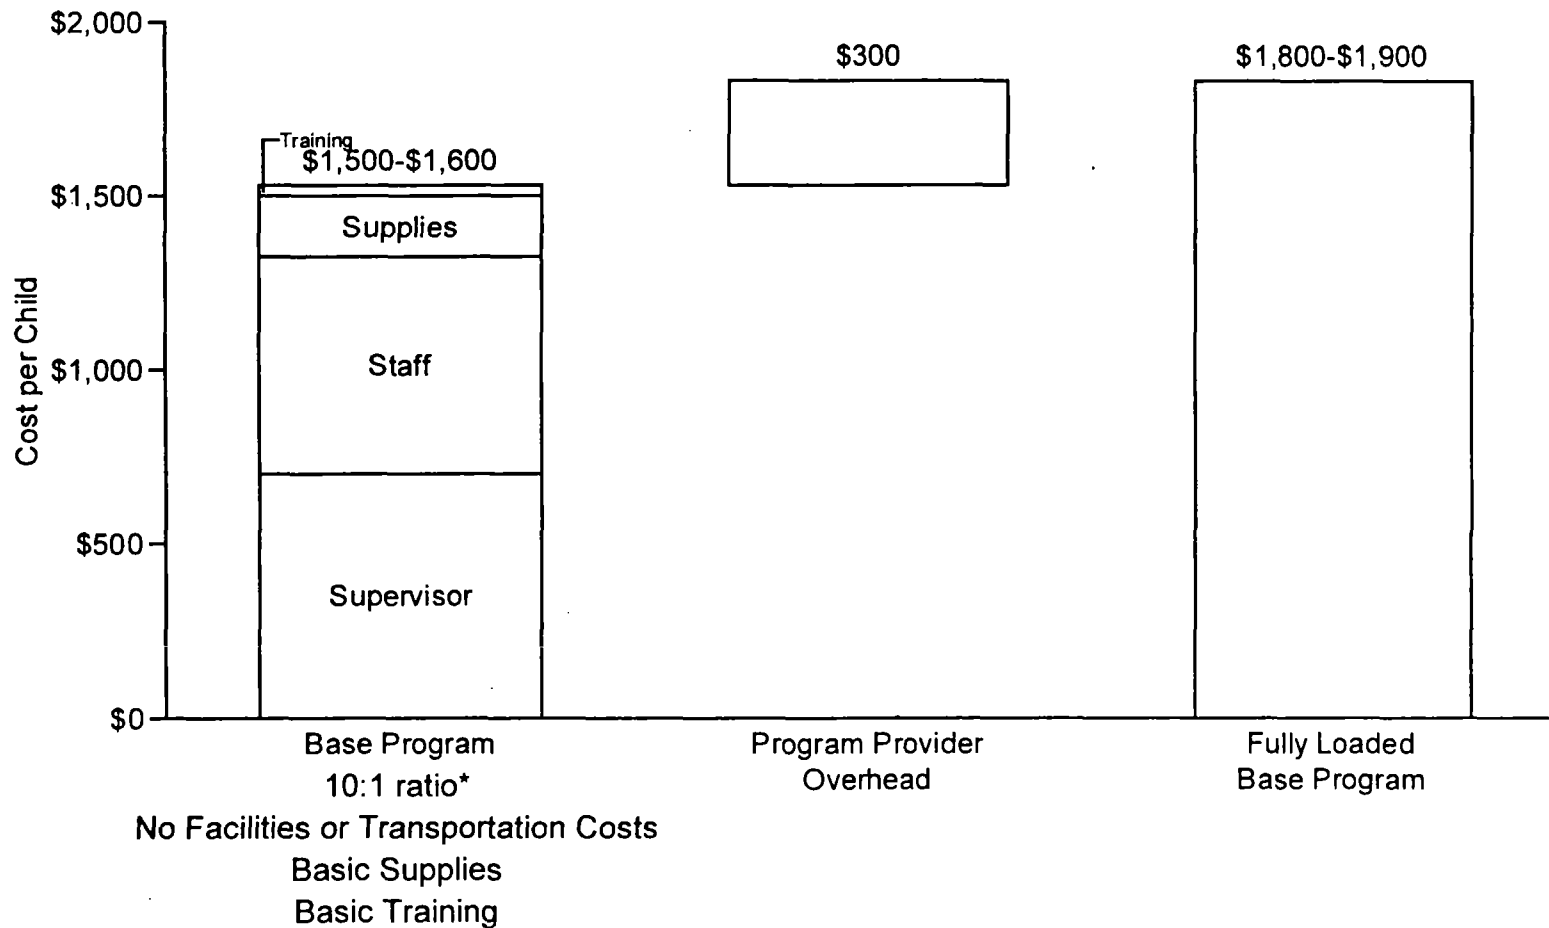 $2,000
$1,500
$1,000
$500
$0
Cost per Child
Training
$1,500-$1,600
Supplies
Staff
Supervisor
$300
$1,800-$1,900
Base Program
10:1 ratio*
No Facilities or Transportation Costs
Basic Supplies
Basic Training
Program Provider
Overhead
Fully Loaded
Base Program